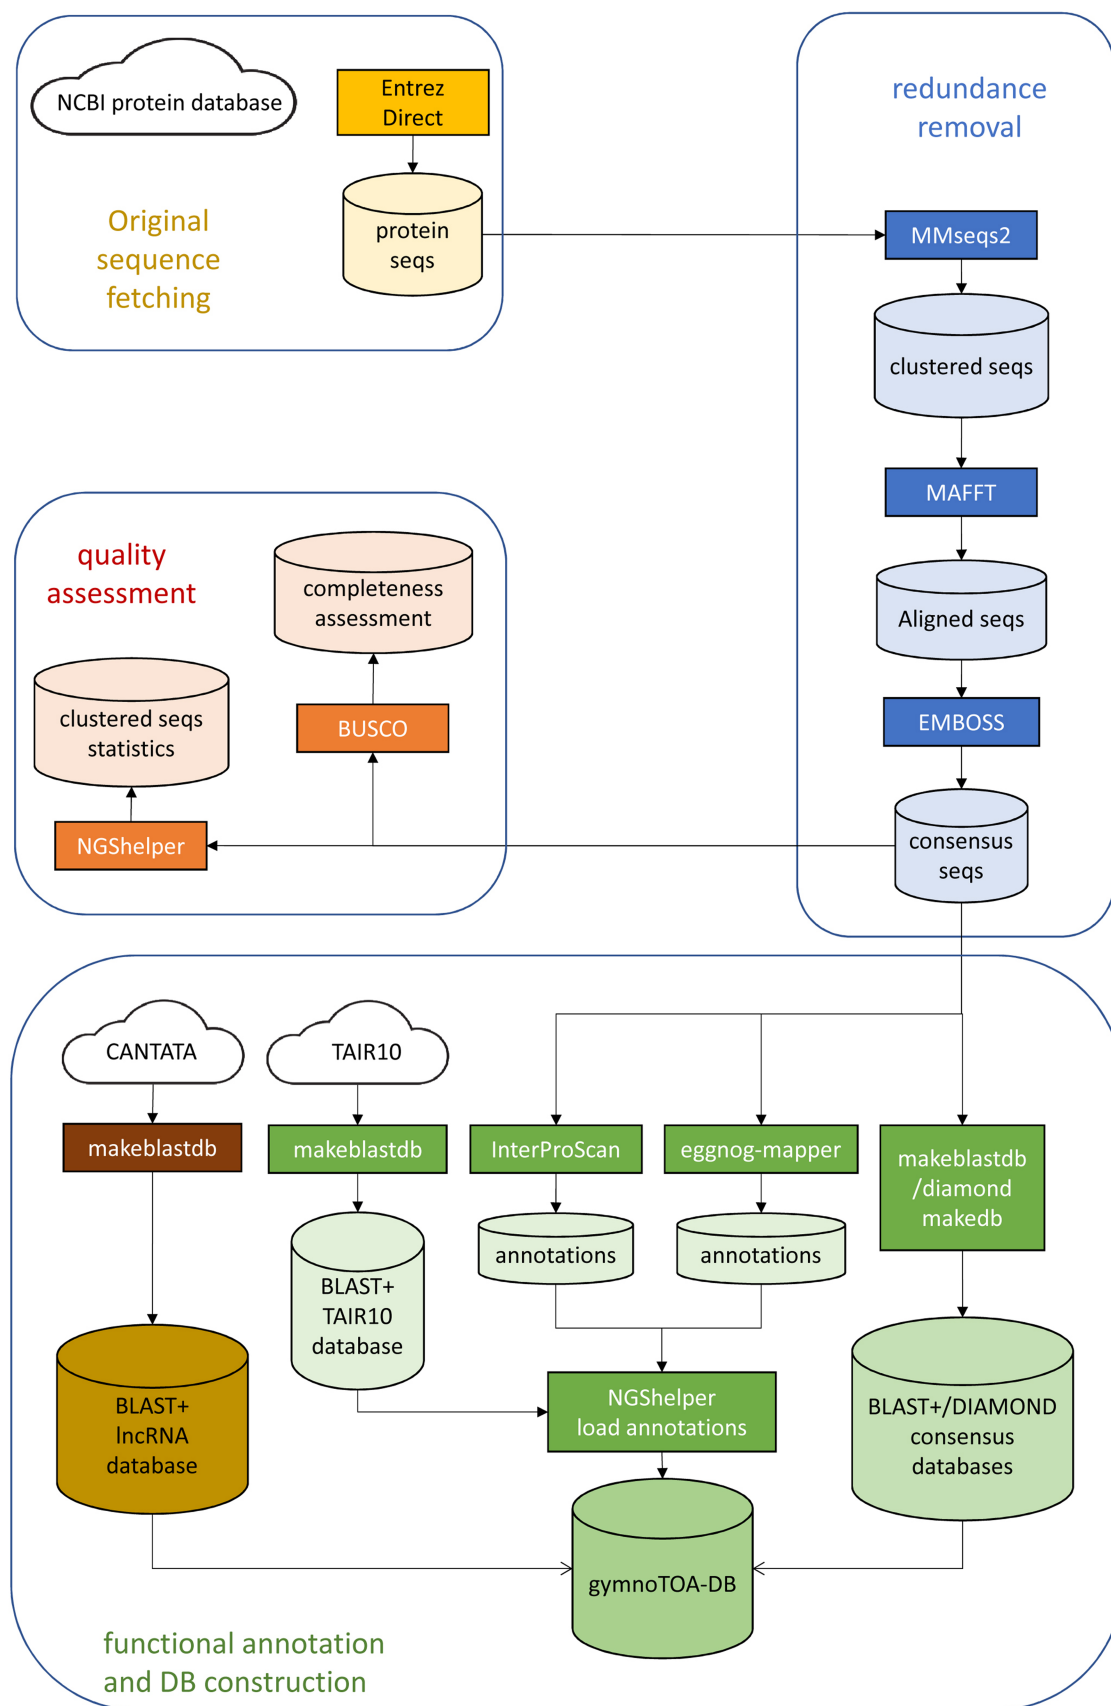 NCBI protein database
Entrez
Direct
protein
seqs
Original
sequence
fetching
redundance
removal
MMseqs2
clustered seqs
MAFFT
Aligned seqs
EMBOSS
consensus
seqs
quality
assessment
completeness
assessment
BUSCO
clustered seqs
statistics
NGShelper
CANTATA
makeblastdb
BLAST+
lncRNA
database
TAIR10
makeblastdb
BLAST+
TAIR10
database
InterProScan
annotations
eggnog-mapper
annotations
makeblastdb
/diamond
makedb
NGShelper
load annotations
BLAST+/DIAMOND
consensus
databases
gymnoTOA-DB
functional annotation
and DB construction